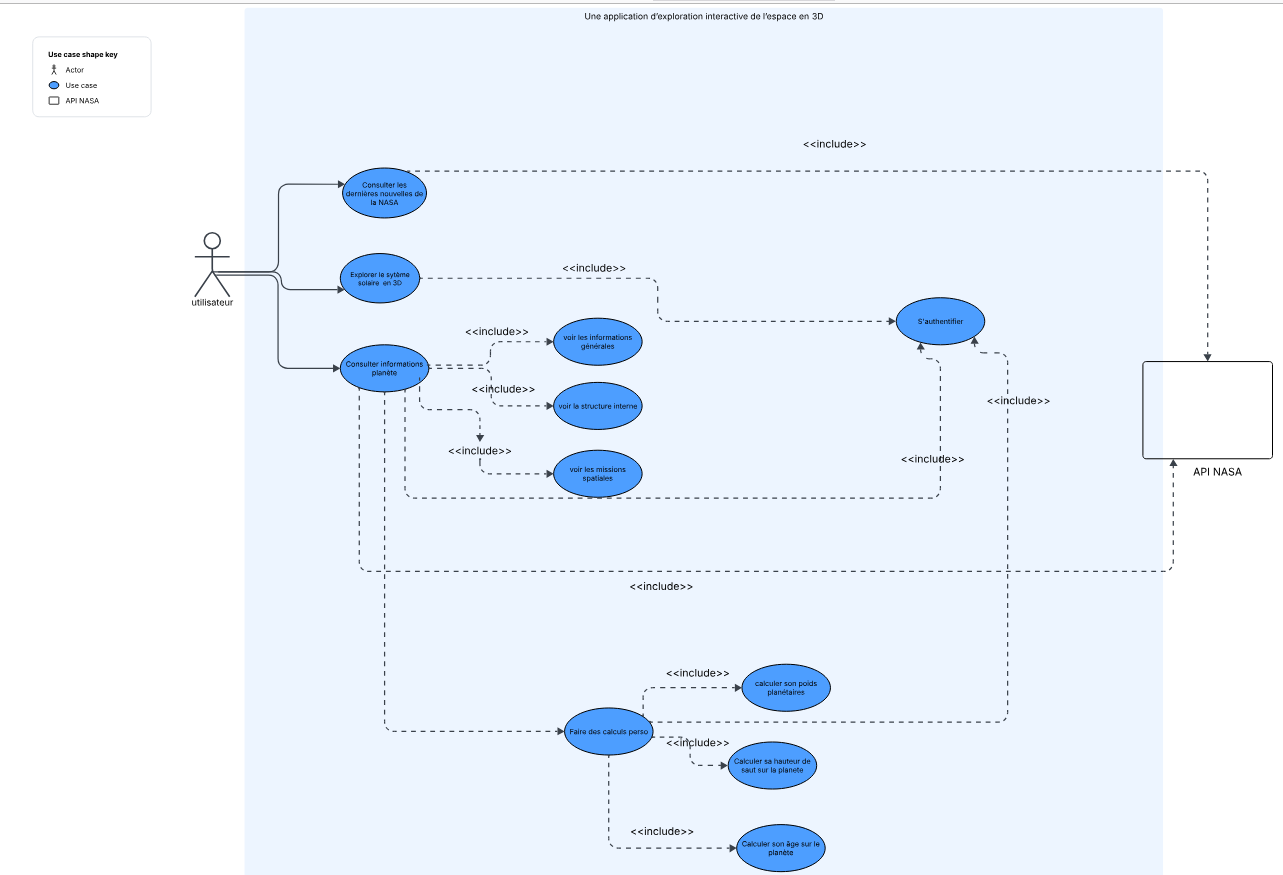 Une application d'exploration interactive de l'espace en 3D
Use case shape key
Actor
Use case
API NASA
<<include>>
Consulter les
dernières nouvelles de
la NASA
utilisateur
Explorer le sytème
solaire en 3D
<<include>>
S'authentifier
<<include>>
voir les informations
générales
Consulter informations
planète
<<include>>
voir la structure interne
<<include>>
<<include>>
voir les missions
spatiales
<<include>>
API NASA
<<include>>
<<include>>
calculer son poids
planétaires
Faire des calculs perso
<<include>>
Calculer sa hauteur de
saut sur la planete
<<include>>
Calculer son âge sur le
planète